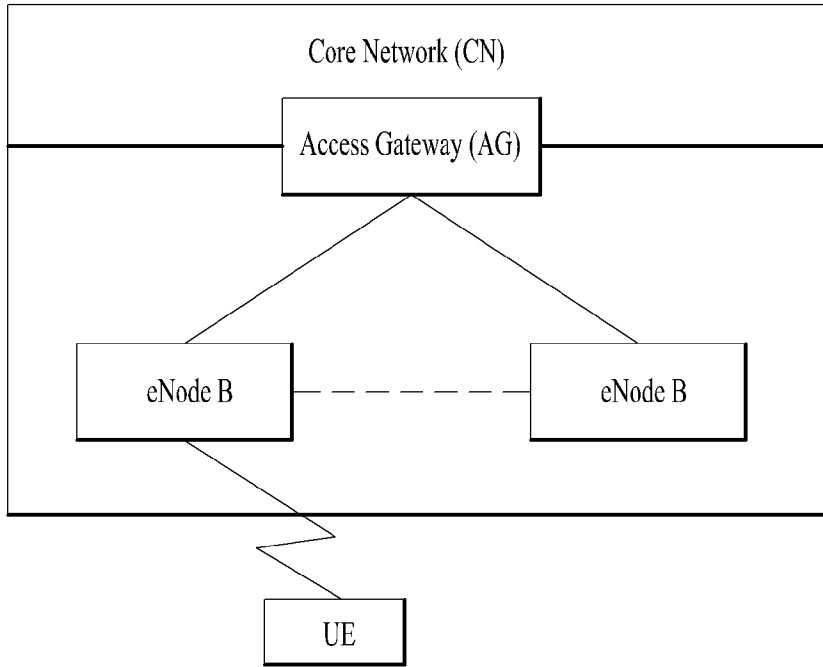 Core Network (CN)
Access Gateway (AG)
eNode B
eNode B
UE